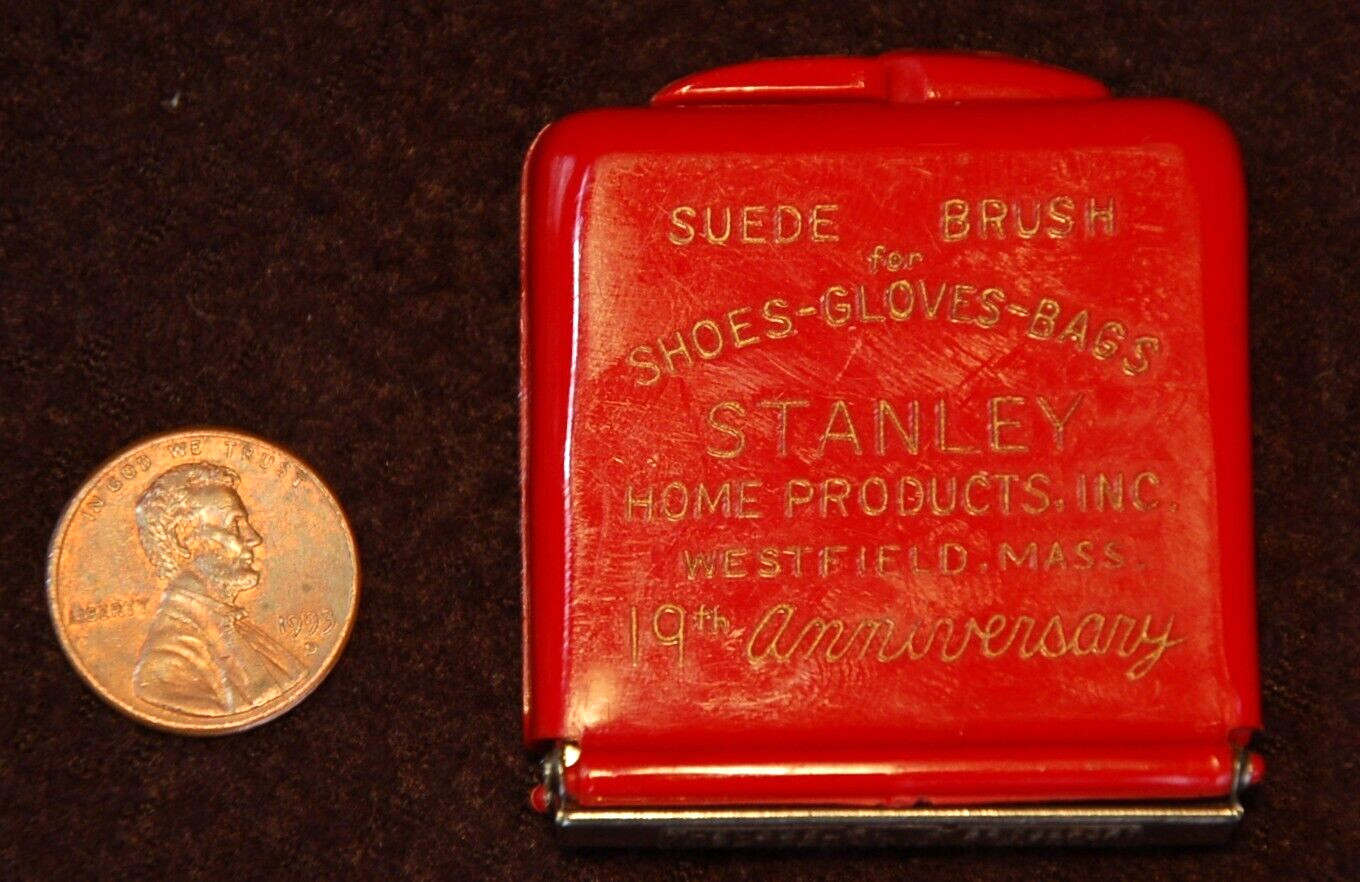 SUEDE BRUSH
for
SHOES-GLOVES-BAGS
STANLEY
HOME PRODUCTS, INC.
WESTFIELD, MASS.
19th Anniversary
IN GOD WE TRUST
LIBERTY
1993
D